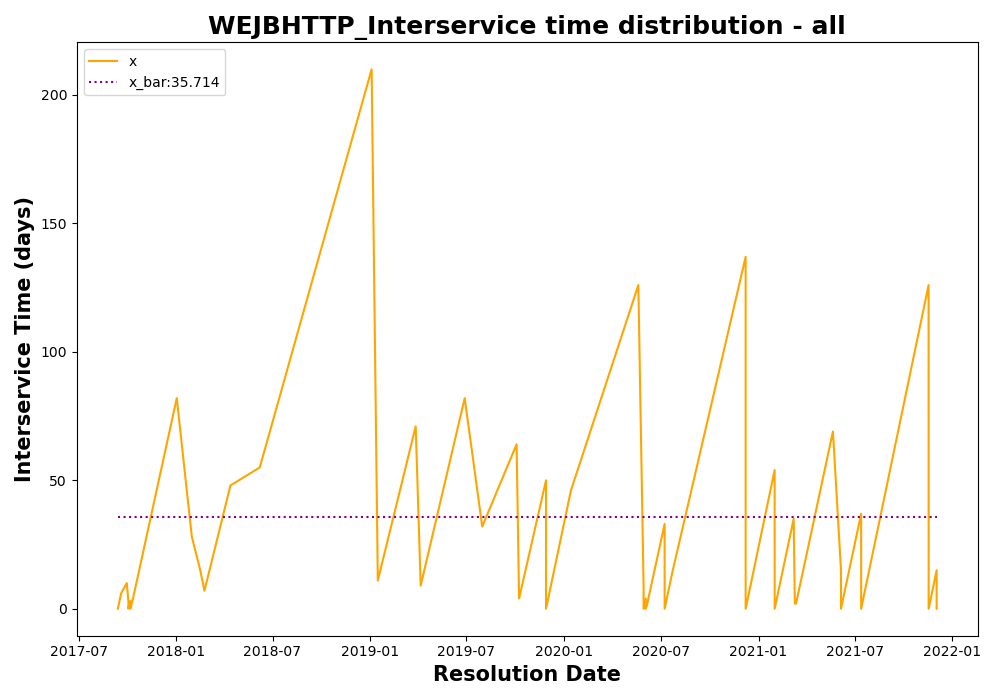 WEJBHTTP_Interservice time distribution - all
x
x_bar:35.714
Interservice Time (days)
200
150
100
50
0
2017-07 2018-01 2018-07 2019-01 2019-07 2020-01 2020-07 2021-01 2021-07 2022-01
Resolution Date